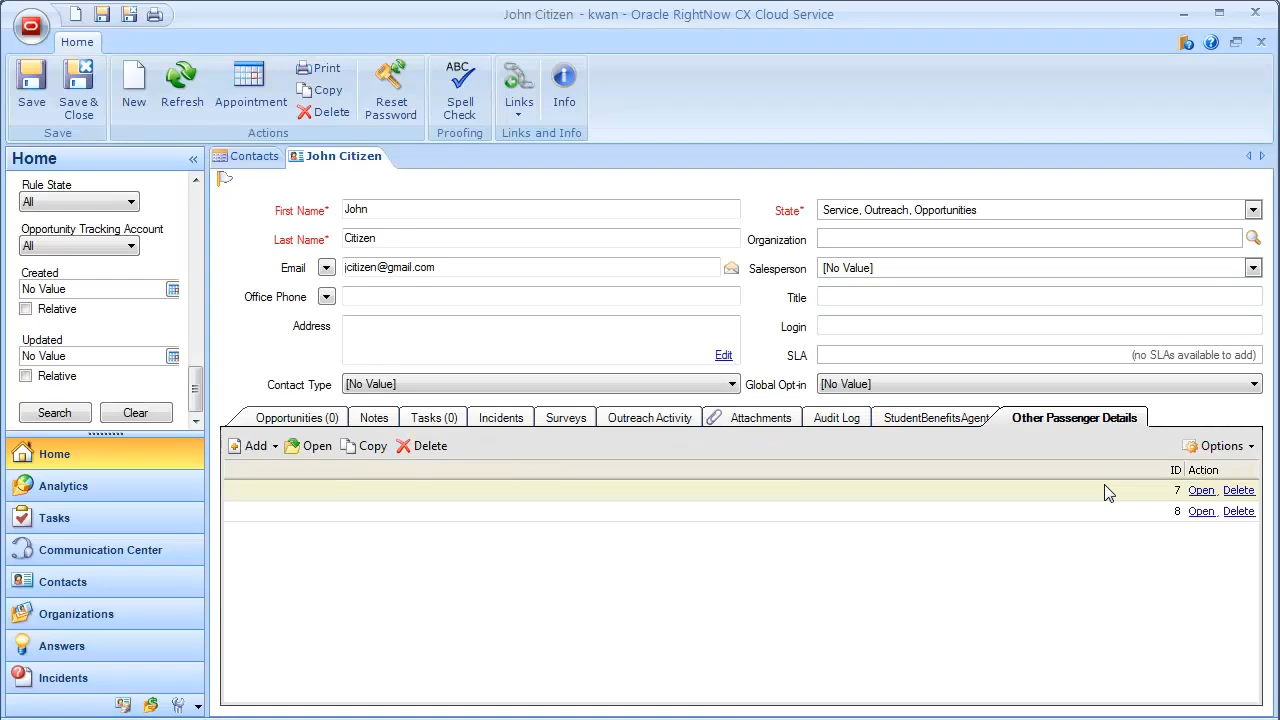 John Citizen - kwan - Oracle RightNow CX Cloud Service
Home
Save
Save & Close
Save
New
Refresh
Appointment
Print
Copy
Delete
Actions
Reset Password
ABC
Spell Check
Proofing
Links
Info
Links and Info
Home
Rule State
All
Opportunity Tracking Account
All
Created
No Value
Relative
Updated
No Value
Relative
Search
Clear
Home
Analytics
Tasks
Communication Center
Contacts
Organizations
Answers
Incidents
Contacts
John Citizen
First Name*
John
State*
Service, Outreach, Opportunities
Last Name*
Citizen
Organization
Email
jcitizen@gmail.com
Salesperson
[No Value]
Office Phone
Title
Address
Edit
Login
SLA
(no SLAs available to add)
Contact Type
[No Value]
Global Opt-in
[No Value]
Opportunities (0)
Notes
Tasks (0)
Incidents
Surveys
Outreach Activity
Attachments
Audit Log
StudentBenefitsAgent
Other Passenger Details
Add
Open
Copy
Delete
Options
ID
Action
7
Open,
Delete
8
Open,
Delete